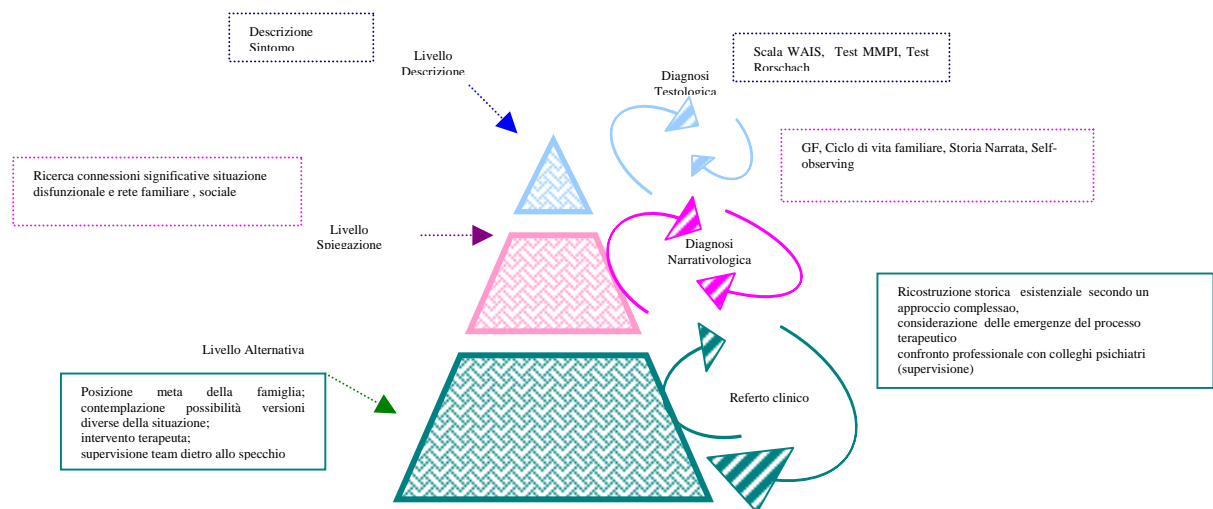 Descrizione
Sintomo
Livello
Descrizione
Scala WAIS, Test MMPI, Test
Rorschach
Diagnosi
Testologica
GF, Ciclo di vita familiare, Storia Narrata, Self-
observing
Ricerca connessioni significative situazione
disfunzionale e rete familiare , sociale
Livello
Spiegazione
Diagnosi
Narrativologica
Ricostruzione storica esistenziale secondo un
approccio complessao,
considerazione delle emergenze del processo
terapeutico
confronto professionale con colleghi psichiatri
(supervisione)
Livello Alternativa
Posizione meta della famiglia;
contemplazione possibilità versioni
diverse della situazione;
intervento terapeuta;
supervisione team dietro allo specchio
Referto clinico